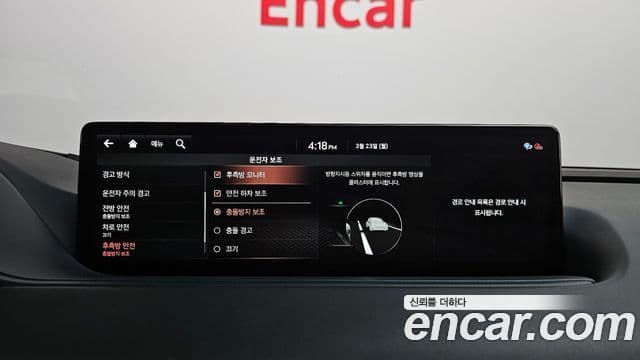 Encar
메뉴
4:18 PM
3월 23일 (월)
운전자 보조
경고 방식
운전자 주의 경고
전방 안전
충돌방지 보조
차로 안전
끄기
후측방 안전
충돌방지 보조
후측방 모니터
안전 하차 보조
충돌방지 보조
충돌 경고
끄기
방향지시등 스위치를 움직이면 후측방 영상을
클러스터에 표시합니다.
경로 안내 목록은 경로 안내 시
표시됩니다.
신뢰를 더하다
encar.com